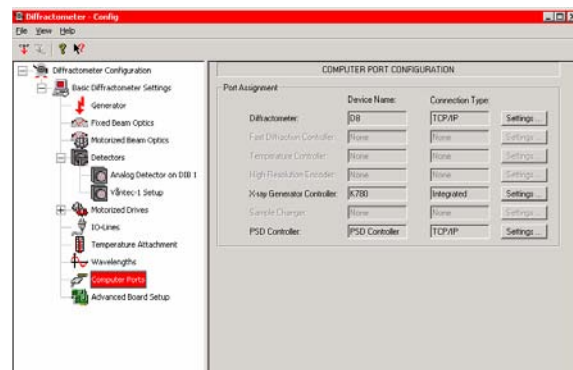 Diffractometer - Config
File View Help
Diffractometer Configuration
Basic Diffractometer Settings
Generator
Fixed Beam Optics
Motorized Beam Optics
Detectors
Analog Detector on DIB 1
Våntec-1 Setup
Motorized Drives
IO-Lines
Temperature Attachment
Wavelengths
Computer Ports
Advanced Board Setup
COMPUTER PORT CONFIGURATION
Port Assignment
Device Name: Connection Type:
Diffractometer: D8 TCP/IP Settings ...
Fast Diffraction Controller: None None Settings ...
Temperature Controller: None None Settings ...
High Resolution Encoder: None None Settings ...
X-ray Generator Controller: K780 Integrated Settings ...
Sample Changer: None None Settings ...
PSD Controller: PSD Controller TCP/IP Settings ...